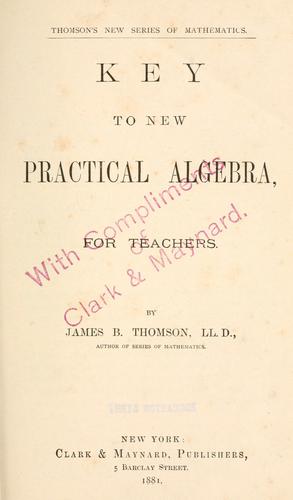 THOMSON'S NEW SERIES OF MATHEMATICS.
KEY
TO NEW
PRACTICAL ALGEBRA,
FOR TEACHERS.
With Compliments
of
Clark & Maynard.
BY
JAMES B. THOMSON, LL.D.,
AUTHOR OF SERIES OF MATHEMATICS.
NEW YORK:
CLARK & MAYNARD, PUBLISHERS,
5 BARCLAY STREET.
1881.